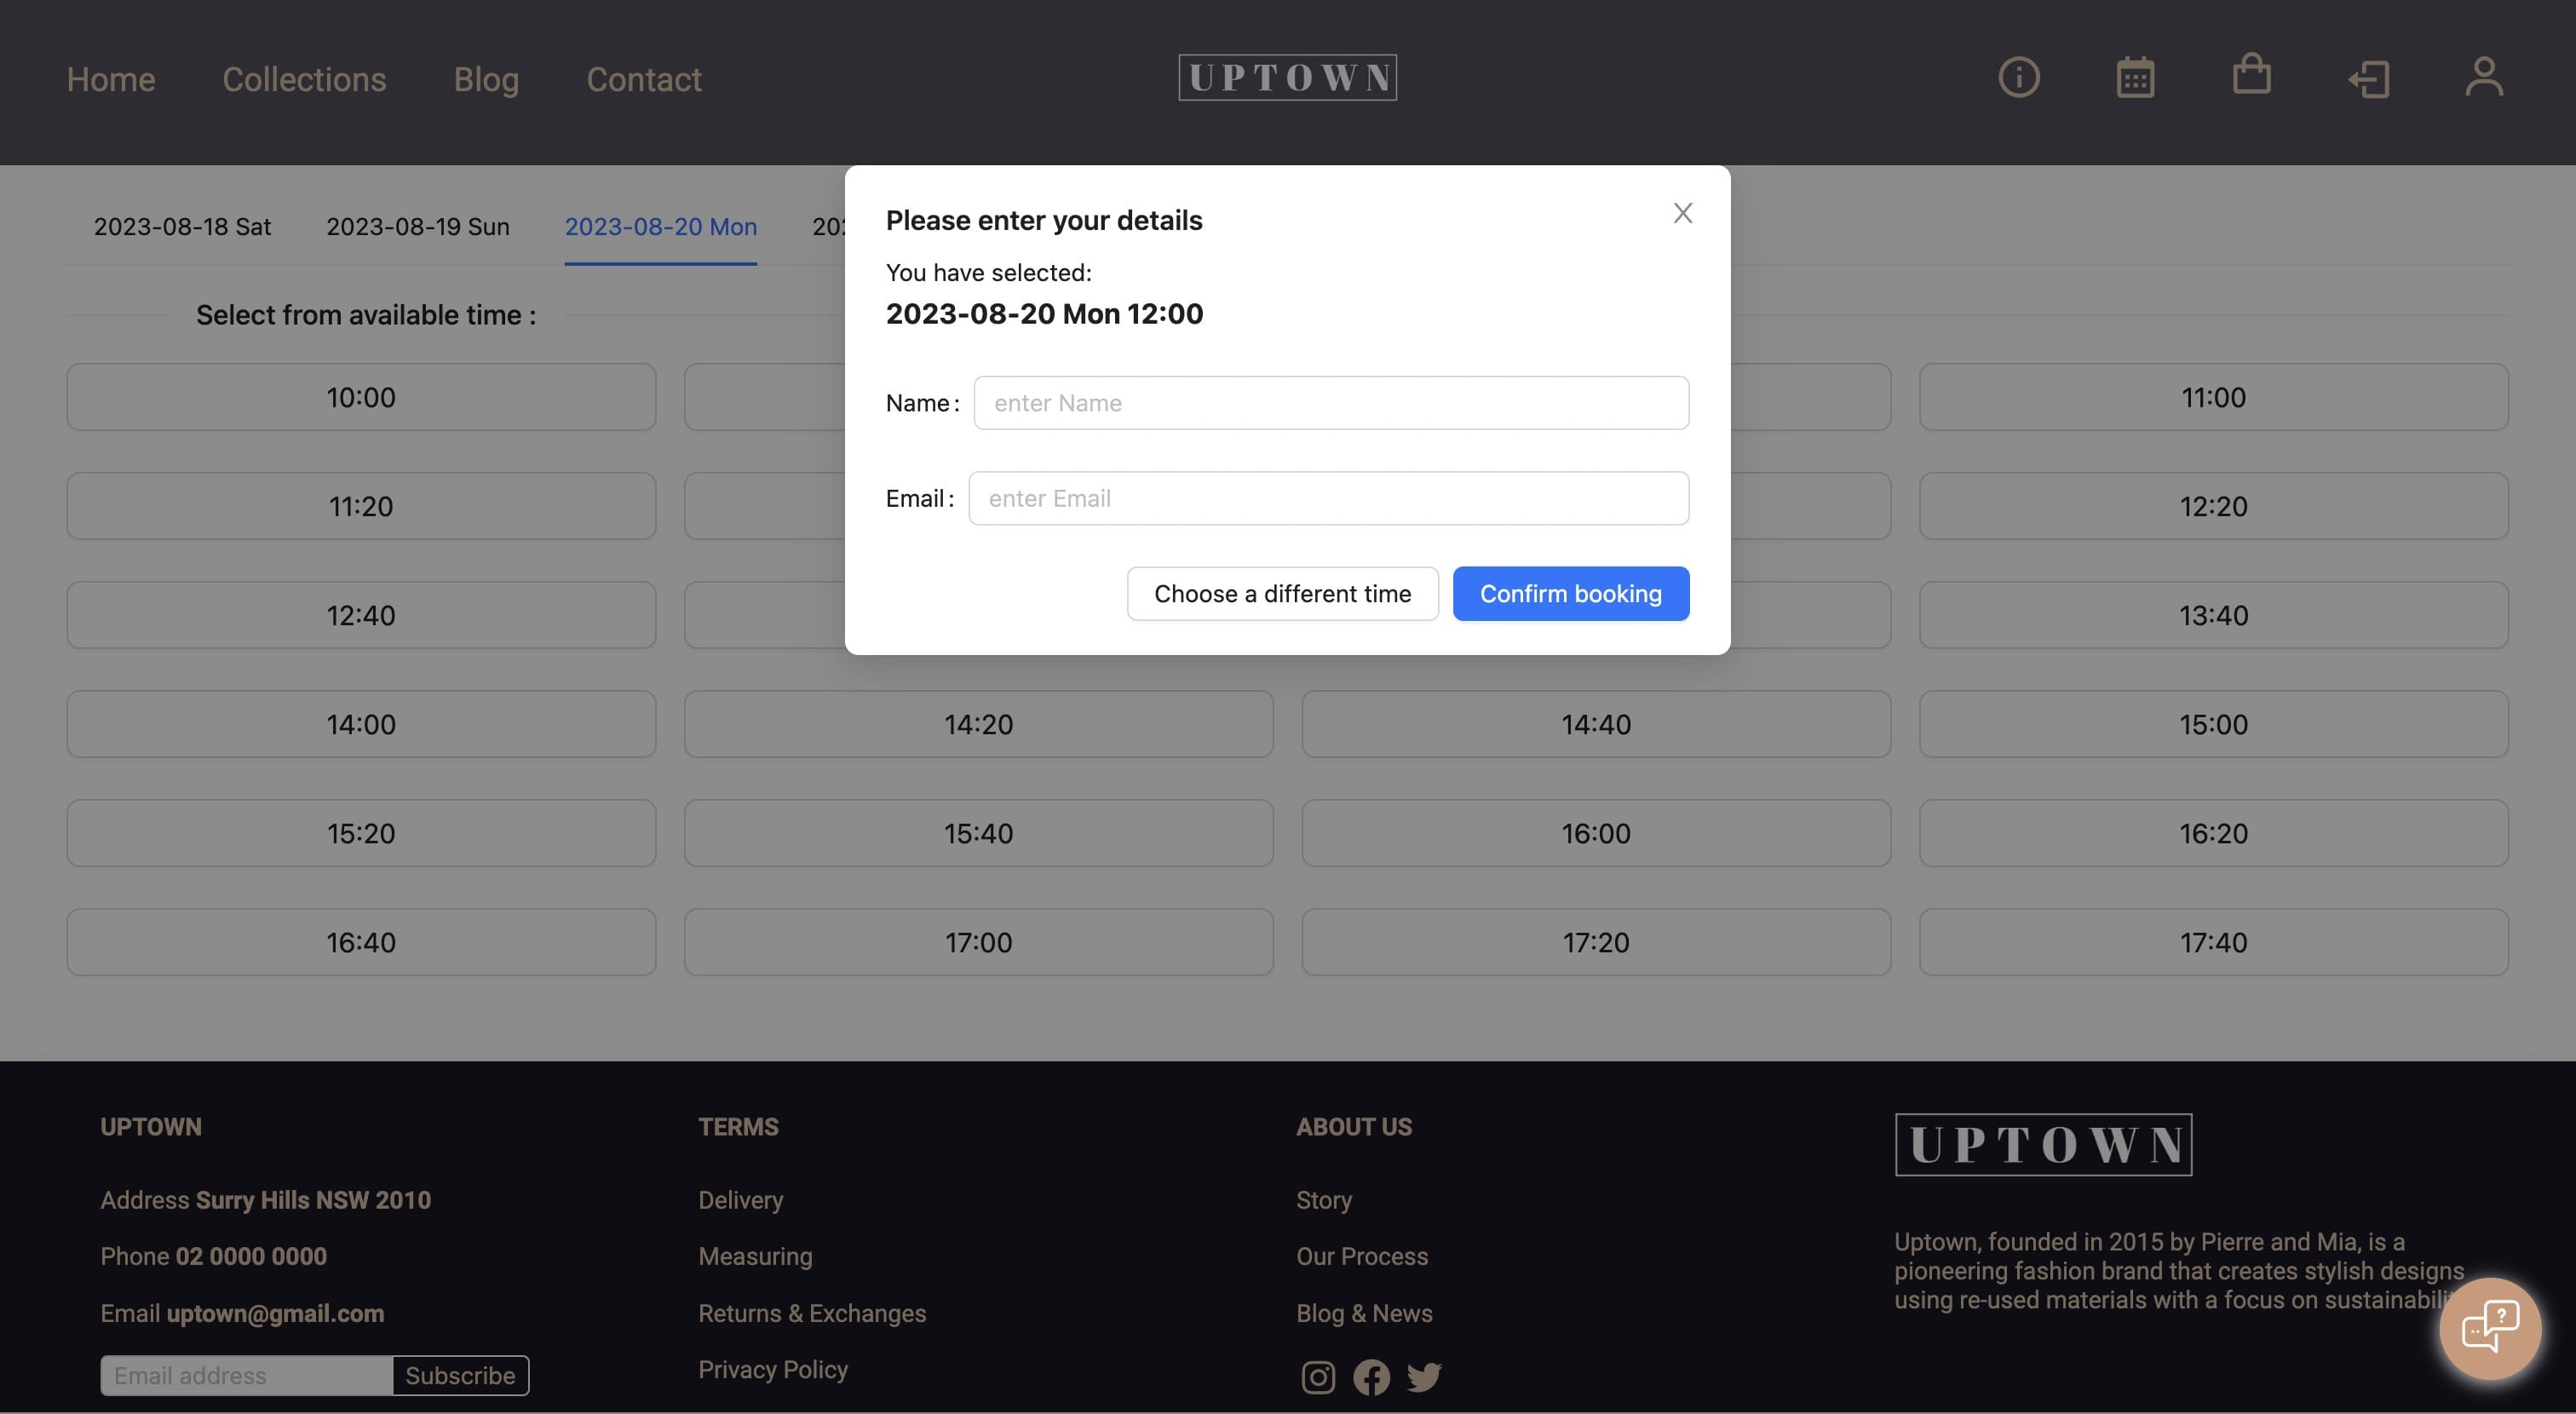 Home Collections Blog Contact UPTOWN
2023-08-18 Sat 2023-08-19 Sun 2023-08-20 Mon
Select from available time :
Please enter your details
You have selected:
2023-08-20 Mon 12:00
Name :
enter Name
Email :
enter Email
Choose a different time Confirm booking
10:00 11:00
11:20 12:20
12:40 13:40
14:00 14:20 14:40 15:00
15:20 15:40 16:00 16:20
16:40 17:00 17:20 17:40
UPTOWN
Address Surry Hills NSW 2010
Phone 02 0000 0000
Email uptown@gmail.com
Email address Subscribe
TERMS
Delivery
Measuring
Returns & Exchanges
Privacy Policy
ABOUT US
Story
Our Process
Blog & News
UPTOWN
Uptown, founded in 2015 by Pierre and Mia, is a
pioneering fashion brand that creates stylish designs
using re-used materials with a focus on